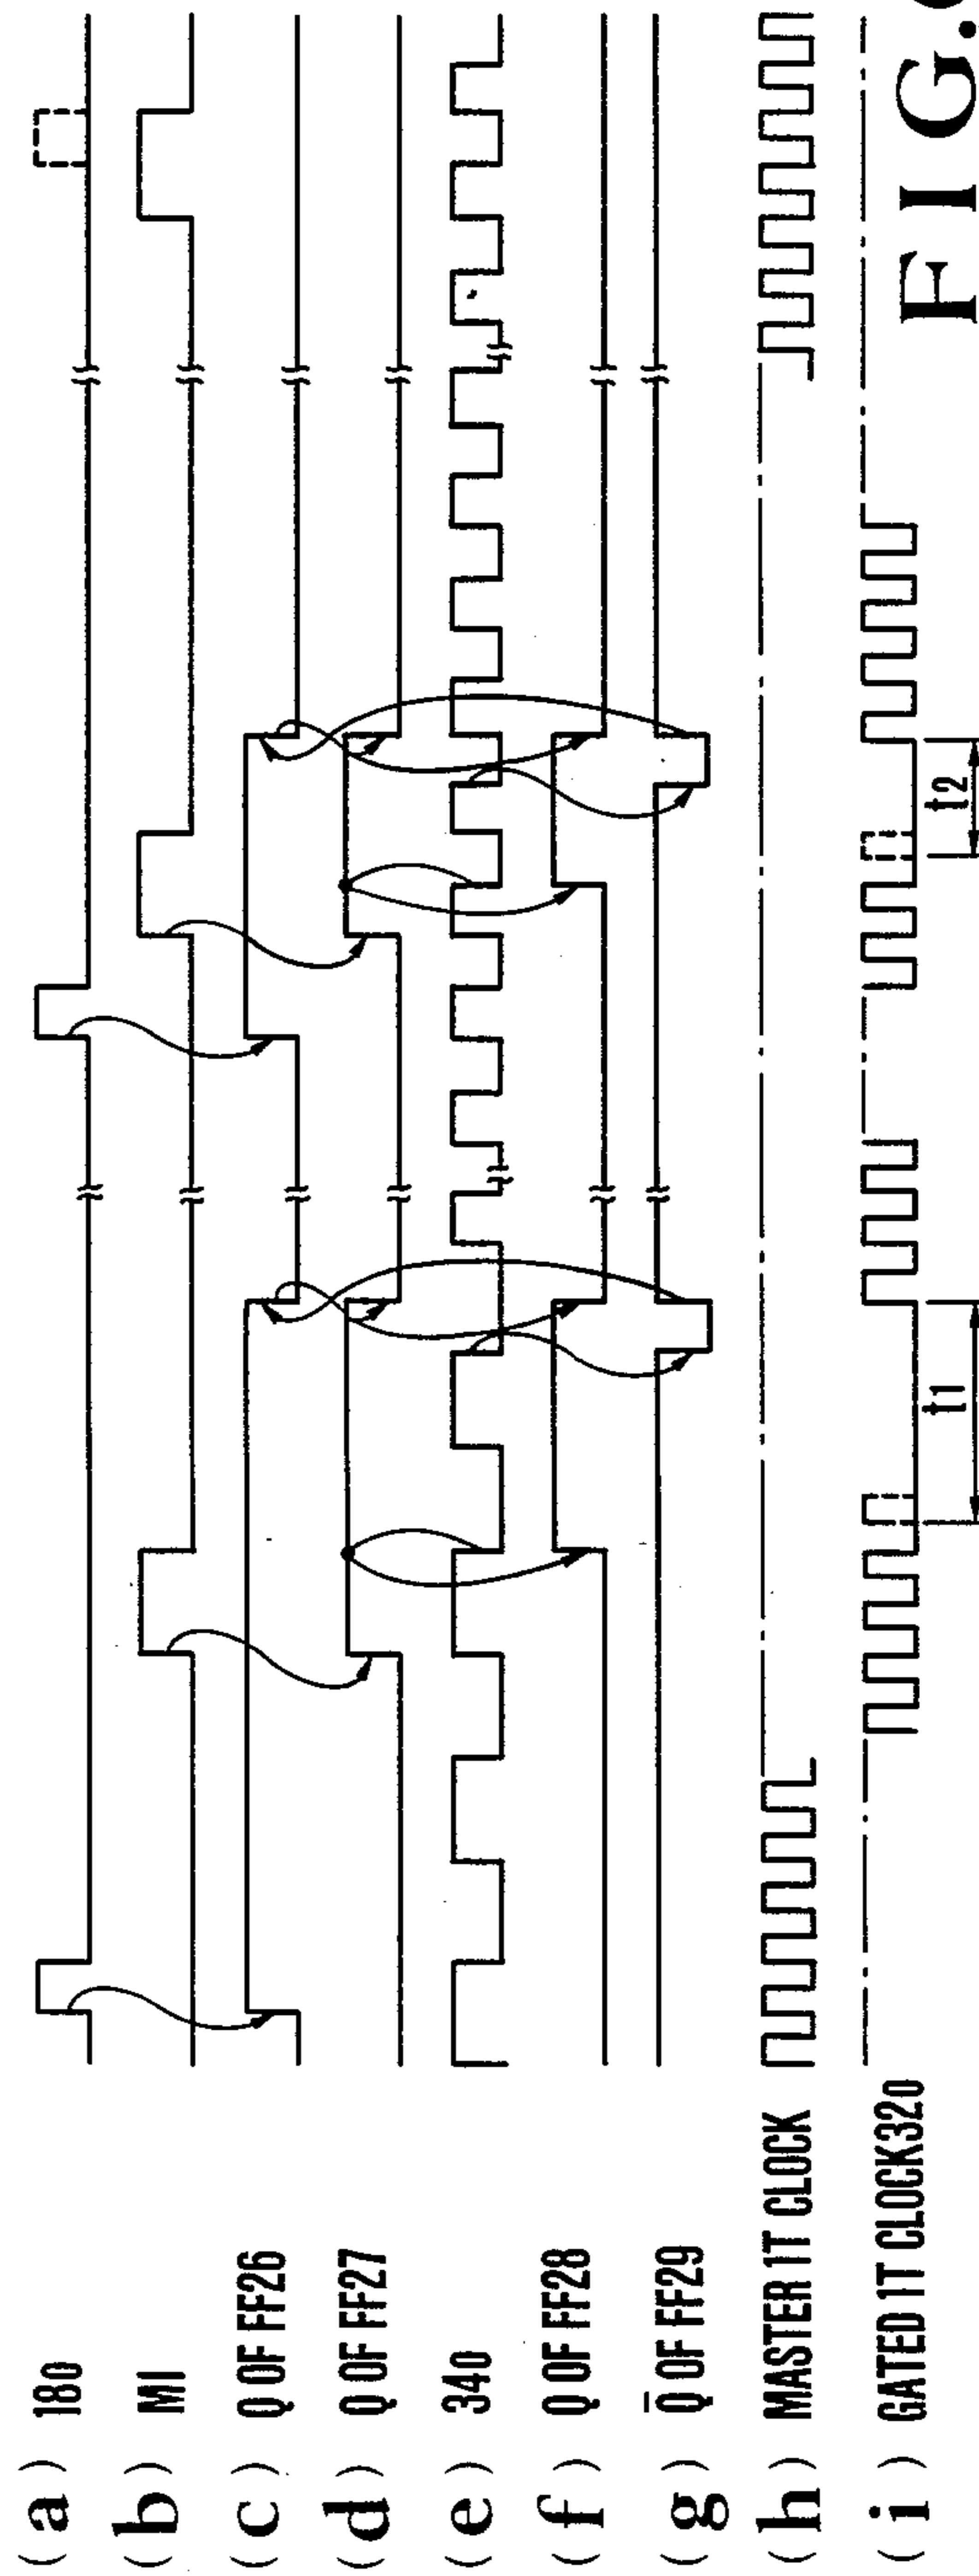 (a) 180
(b) MI
(c) Q OF FF26
(d) Q OF FF27
(e) 340
(f) Q OF FF28
(g) Q̄ OF FF29
(h) MASTER 1T CLOCK
(i) GATED 1T CLOCK320
t1
t2
FIG.